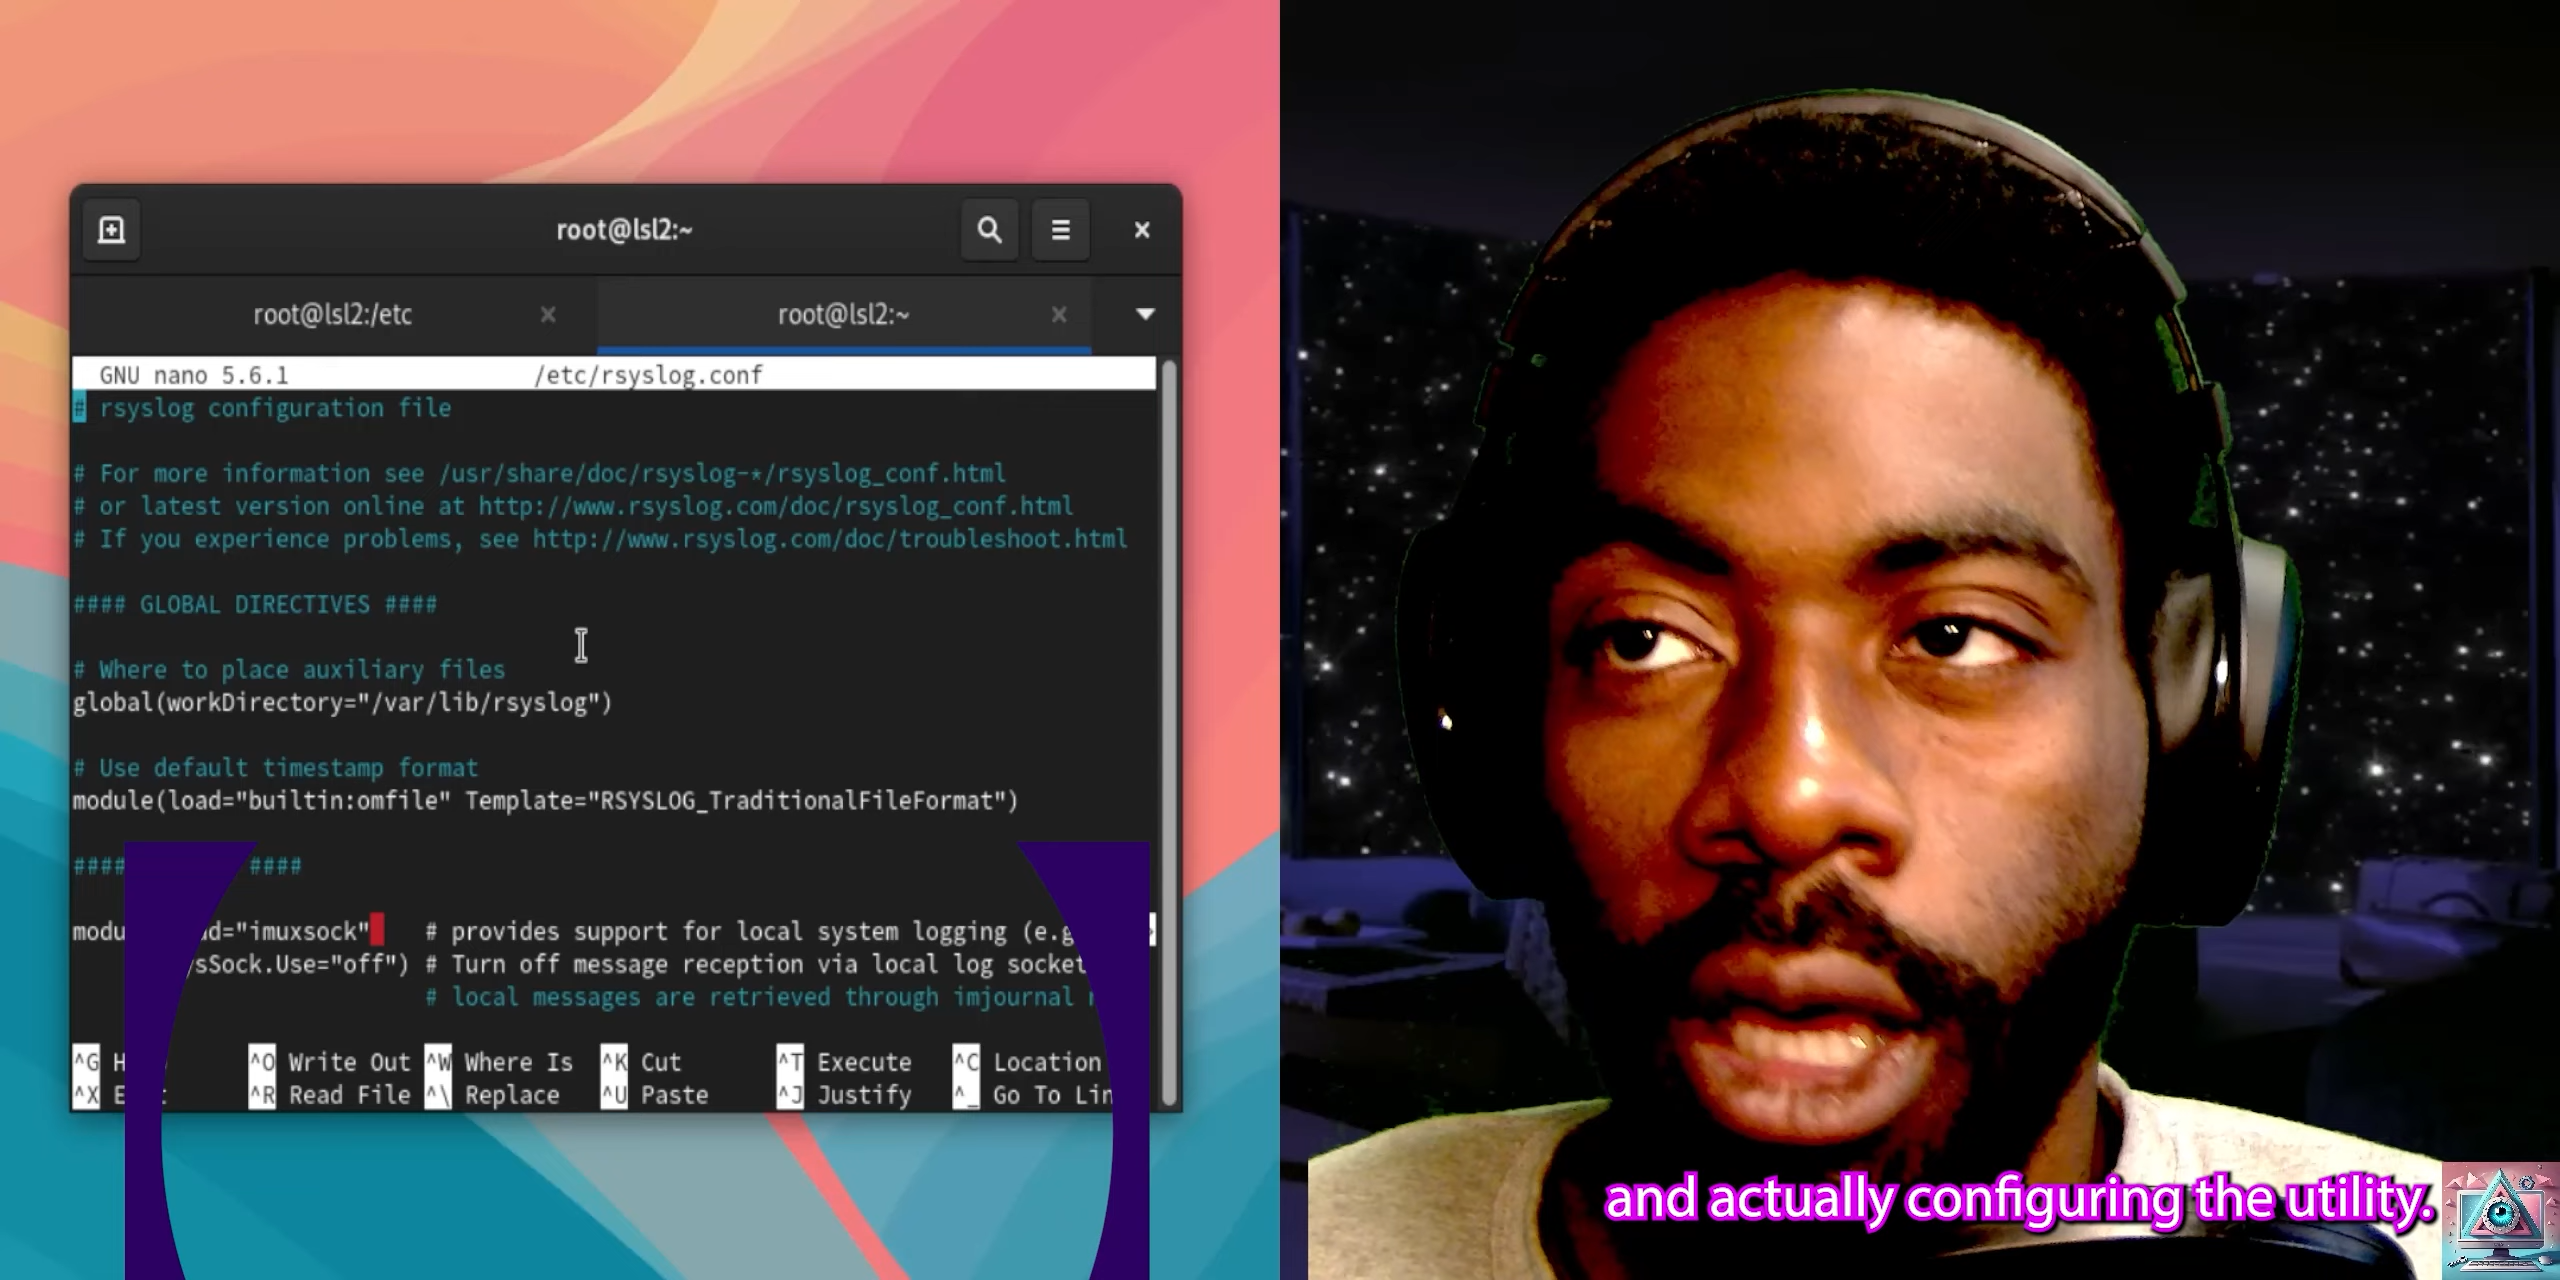 root@lsl2:~
root@lsl2:/etc
root@lsl2:~
GNU nano 5.6.1 /etc/rsyslog.conf
# rsyslog configuration file
# For more information see /usr/share/doc/rsyslog-*/rsyslog_conf.html
# or latest version online at http://www.rsyslog.com/doc/rsyslog_conf.html
# If you experience problems, see http://www.rsyslog.com/doc/troubleshoot.html
#### GLOBAL DIRECTIVES ####
# Where to place auxiliary files
global(workDirectory="/var/lib/rsyslog")
# Use default timestamp format
module(load="builtin:omfile" Template="RSYSLOG_TraditionalFileFormat")
#### ####
modu d="imuxsock" # provides support for local system logging (e.g
sSock.Use="off") # Turn off message reception via local log socket
# local messages are retrieved through imjournal
^G H ^O Write Out ^W Where Is ^K Cut ^T Execute ^C Location
^X E t ^R Read File ^\ Replace ^U Paste ^J Justify ^_ Go To Lin
and actually configuring the utility.